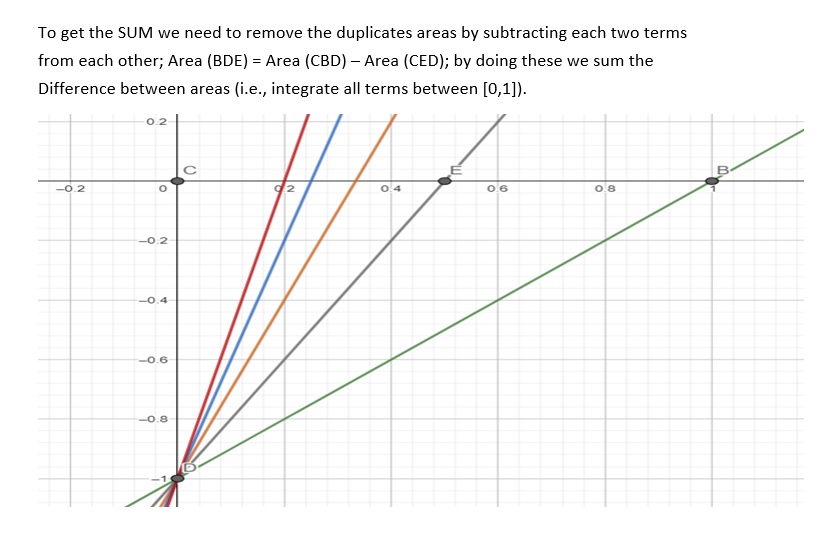 To get the SUM we need to remove the duplicates areas by subtracting each two terms
from each other; Area (BDE) = Area (CBD) – Area (CED); by doing these we sum the
Difference between areas (i.e., integrate all terms between [0,1]).
0.2
C E B
−0.2 0 0.2 0.4 0.6 0.8 1
−0.2
−0.4
−0.6
−0.8
D
−1